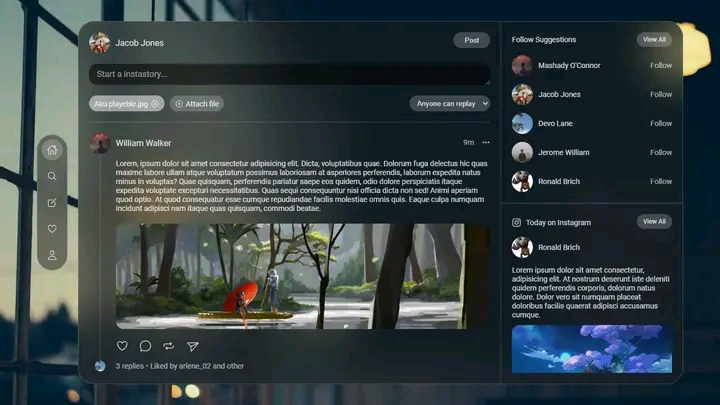 Jacob Jones
Post
Start a instastory...
Aku playeble.jpg
Attach file
Anyone can replay
William Walker
9m
Lorem, ipsum dolor sit amet consectetur adipisicing elit. Dicta, voluptatibus quae. Dolorum fuga delectus hic quas
maxime labore ullam atque voluptatum possimus laboriosam at asperiores perferendis, laborum expedita natus
minus in voluptas? Quae quisquam, perferendis pariatur saepe eos quidem, odio dolore perspiciatis itaque
expedita voluptate excepturi necessitatibus. Quas sequi consequuntur nisi officia dicta non sed! Animi aperiam
quod optio. At quod consectetur esse cumque repudiandae facilis molestiae omnis quis. Eaque culpa numquam
incidunt adipisci nam itaque quas quisquam, commodi beatae.
3 replies • Liked by arlene_02 and other
Follow Suggestions
View All
Mashady O'Connor
Follow
Jacob Jones
Follow
Devo Lane
Follow
Jerome William
Follow
Ronald Brich
Follow
Today on Instagram
View All
Ronald Brich
Lorem ipsum dolor sit amet consectetur,
adipisicing elit. At nostrum deserunt iste deleniti
quidem perferendis corporis, dolorum natus
dolore. Dolor vero sit numquam placeat
doloribus facilis quaerat adipisci accusamus
cumque.